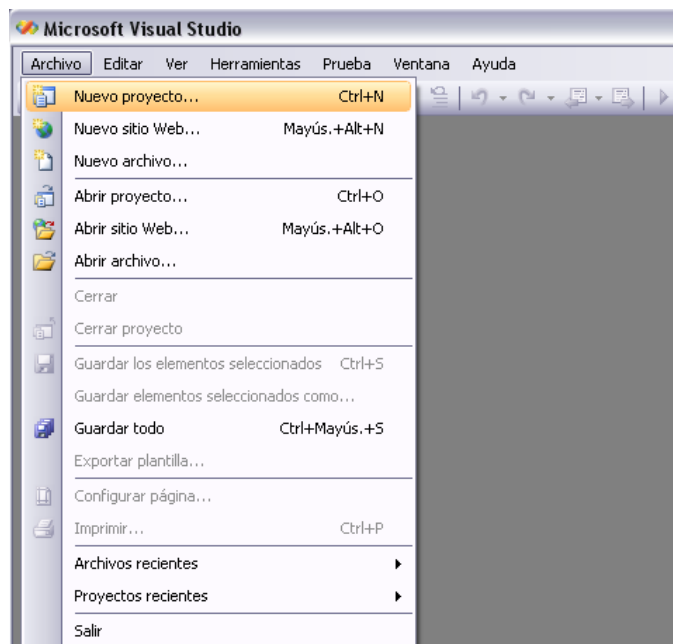 Microsoft Visual Studio
Archivo Editar Ver Herramientas Prueba Ventana Ayuda
Nuevo proyecto... Ctrl+N
Nuevo sitio Web... Mayús.+Alt+N
Nuevo archivo...
Abrir proyecto... Ctrl+O
Abrir sitio Web... Mayús.+Alt+O
Abrir archivo...
Cerrar
Cerrar proyecto
Guardar los elementos seleccionados Ctrl+S
Guardar elementos seleccionados como...
Guardar todo Ctrl+Mayús.+S
Exportar plantilla...
Configurar página...
Imprimir... Ctrl+P
Archivos recientes
Proyectos recientes
Salir